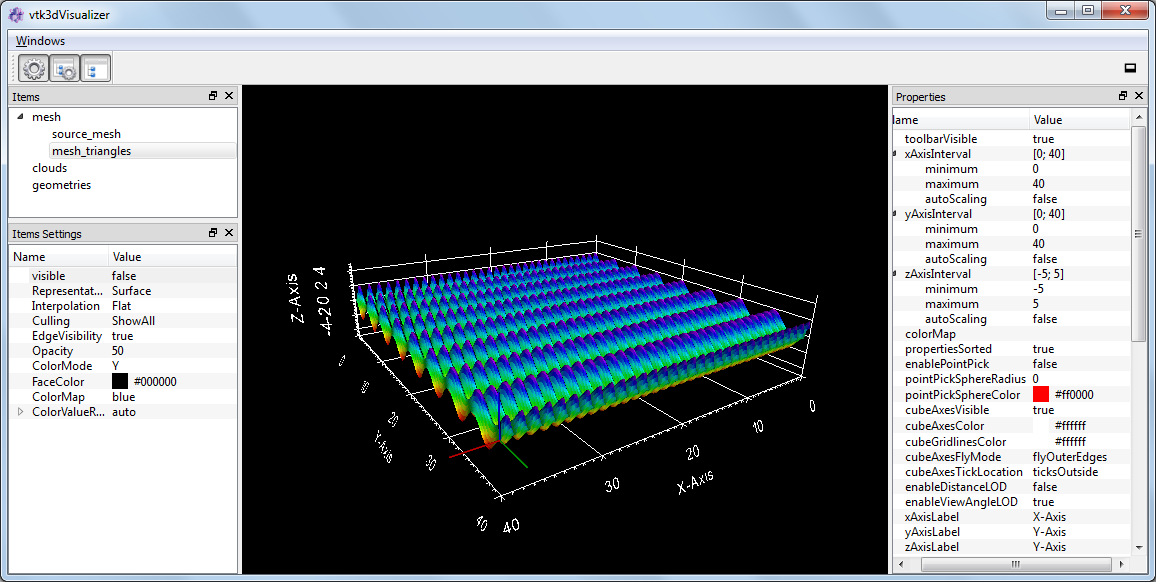 vtk3dVisualizer
Windows
Items
mesh
source_mesh
mesh_triangles
clouds
geometries
Items Settings
Name Value
visible false
Representat... Surface
Interpolation Flat
Culling ShowAll
EdgeVisibility true
Opacity 50
ColorMode Y
FaceColor #000000
ColorMap blue
ColorValueR... auto
Z-Axis
-4-2 0 2 4
Y-Axis
20
30
40
40
30
20
10
0
X-Axis
Properties
Name Value
toolbarVisible true
xAxisInterval [0; 40]
minimum 0
maximum 40
autoScaling false
yAxisInterval [0; 40]
minimum 0
maximum 40
autoScaling false
zAxisInterval [-5; 5]
minimum -5
maximum 5
autoScaling false
colorMap
propertiesSorted true
enablePointPick false
pointPickSphereRadius 0
pointPickSphereColor #ff0000
cubeAxesVisible true
cubeAxesColor #ffffff
cubeGridlinesColor #ffffff
cubeAxesFlyMode flyOuterEdges
cubeAxesTickLocation ticksOutside
enableDistanceLOD false
enableViewAngleLOD true
xAxisLabel X-Axis
yAxisLabel Y-Axis
zAxisLabel Y-Axis